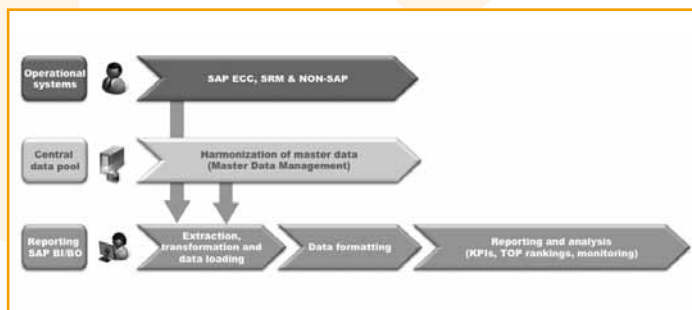 Operational
systems
SAP ECC, SRM & NON-SAP
Central
data pool
Harmonization of master data
(Master Data Management)
Reporting
SAP BI/BO
Extraction,
transformation and
data loading
Data formatting
Reporting and analysis
(KPIs, TOP rankings, monitoring)